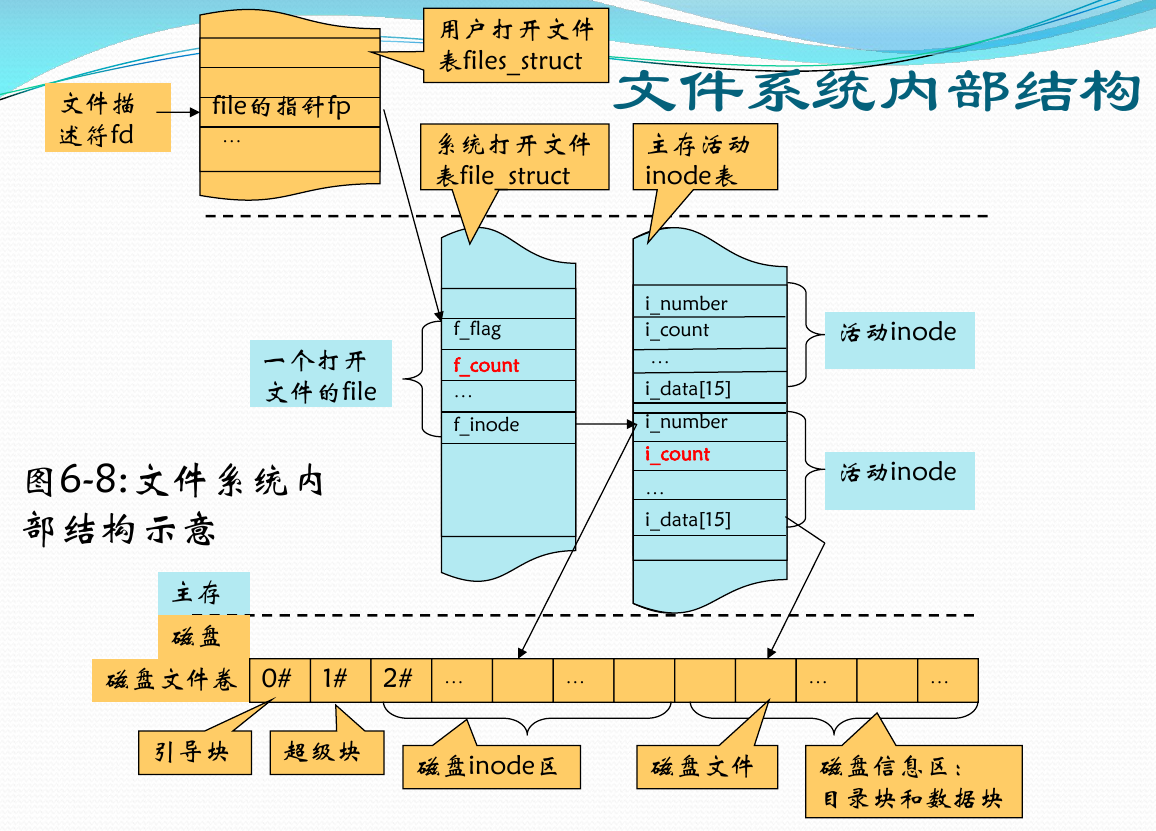 用户打开文件
表files_struct
文件系统内部结构
文件描
述符fd
file的指针fp
…
系统打开文件
表file_struct
主存活动
inode表
f_flag
f_count
…
f_inode
一个打开
文件的file
i_number
i_count
…
i_data[15]
i_number
i_count
…
i_data[15]
活动inode
活动inode
图6-8:文件系统内
部结构示意
主存
磁盘
磁盘文件卷
0#
1#
2#
…
…
…
…
引导块
超级块
磁盘inode区
磁盘文件
磁盘信息区:
目录块和数据块